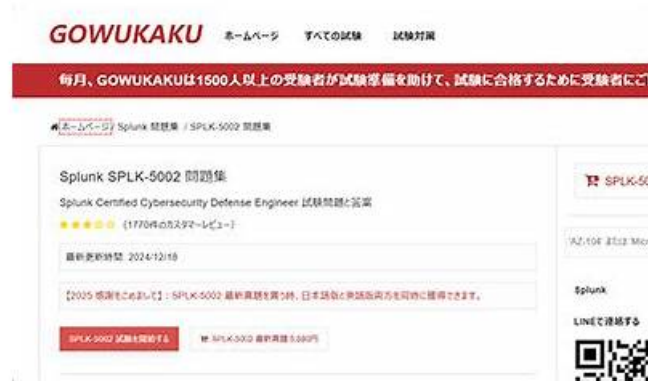 GOWUKAKU ホームページ すべての試験 試験対策
毎月、GOWUKAKUは1500人以上の受験者が試験準備を助けて、試験に合格するために受験者にご
ホームページ / Splunk 問題集 / SPLK-5002 問題集
Splunk SPLK-5002 問題集
Splunk Certified Cybersecurity Defense Engineer 試験問題と答案
(1770件のカスタマーレビュー)
最新更新時間: 2024/12/18
【2025 感謝をこめまして】：SPLK-5002 最新真題を買う時、日本語版と英語版両方を同時に獲得できます。
SPLK-5002 試験を開始する
SPLK-5002 最新真題
SPLK-50
Splunk
LINEで連絡する